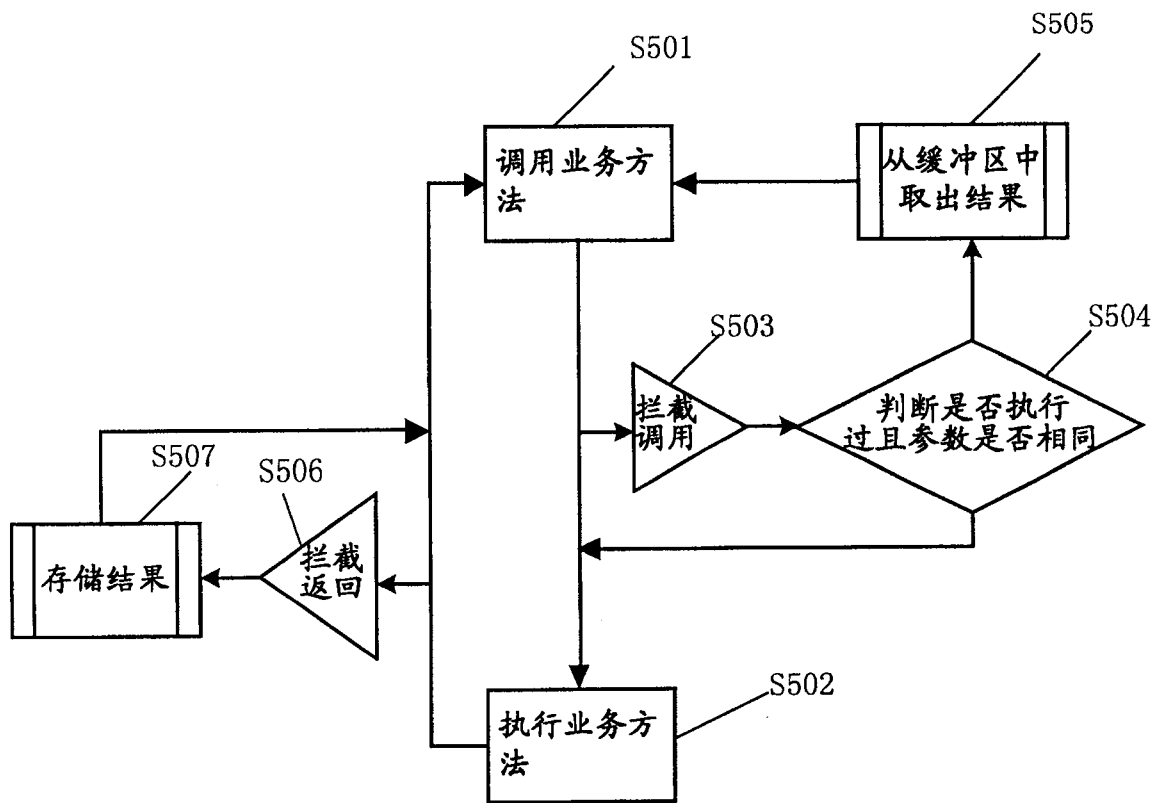 S501
S505
调用业务方
法
从缓冲区中
取出结果
S503
S504
拦截
调用
判断是否执行
过且参数是否相同
S507
S506
存储结果
拦截
返回
S502
执行业务方
法